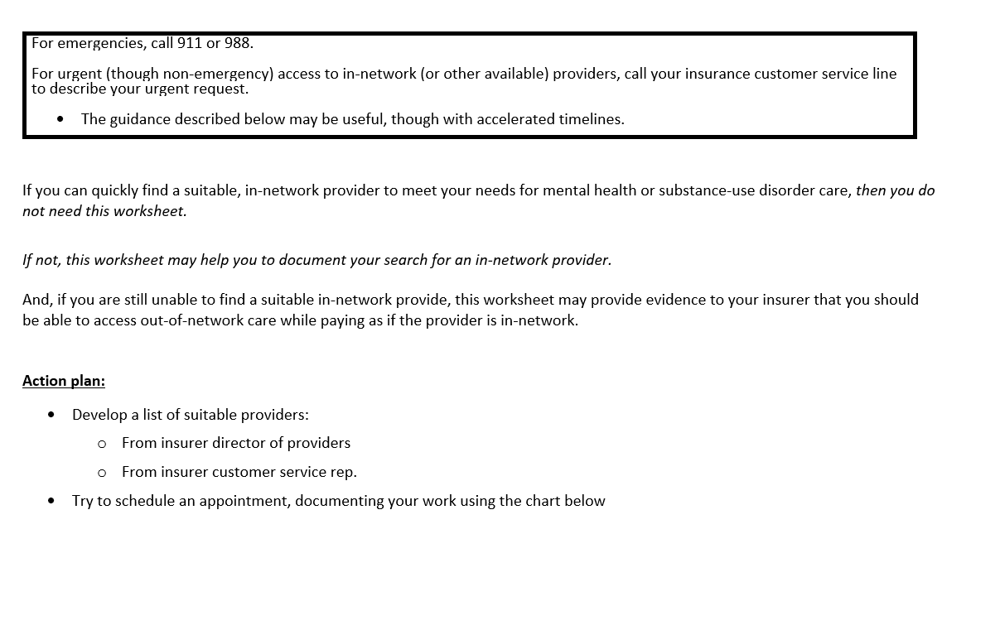 For emergencies, call 911 or 988.
For urgent (though non-emergency) access to in-network (or other available) providers, call your insurance customer service line
to describe your urgent request.
• The guidance described below may be useful, though with accelerated timelines.
If you can quickly find a suitable, in-network provider to meet your needs for mental health or substance-use disorder care, then you do
not need this worksheet.
If not, this worksheet may help you to document your search for an in-network provider.
And, if you are still unable to find a suitable in-network provide, this worksheet may provide evidence to your insurer that you should
be able to access out-of-network care while paying as if the provider is in-network.
Action plan:
• Develop a list of suitable providers:
o From insurer director of providers
o From insurer customer service rep.
• Try to schedule an appointment, documenting your work using the chart below